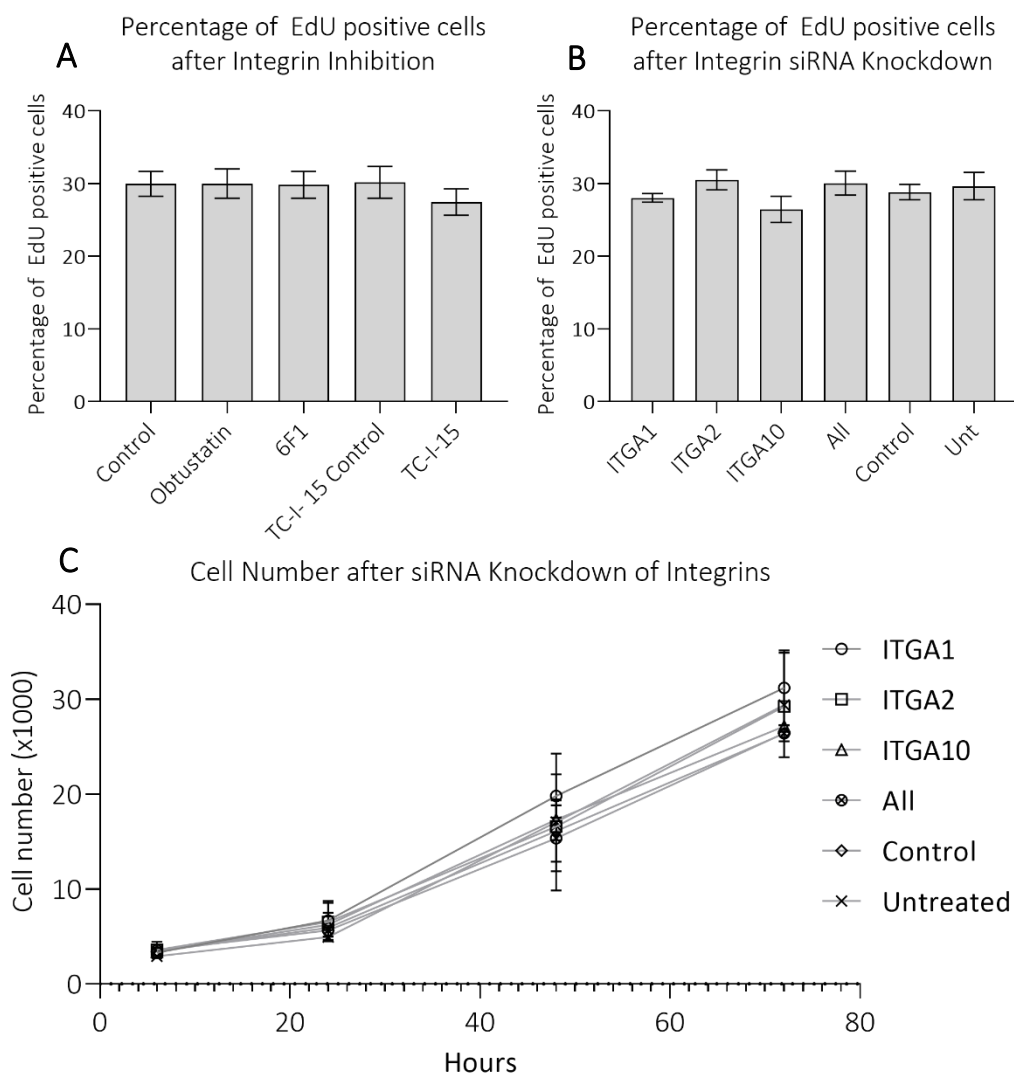 A
Percentage of EdU positive cells
after Integrin Inhibition
Percentage of EdU positive cells
40
30
20
10
0
Control
Obtustatin
6F1
TC-I- 15 Control
TC-I-15
B
Percentage of EdU positive cells
after Integrin siRNA Knockdown
Percentage of EdU positive cells
40
30
20
10
0
ITGA1
ITGA2
ITGA10
All
Control
Unt
C
Cell Number after siRNA Knockdown of Integrins
Cell number (x1000)
40
30
20
10
0
0
20
40
60
80
Hours
ITGA1
ITGA2
ITGA10
All
Control
Untreated